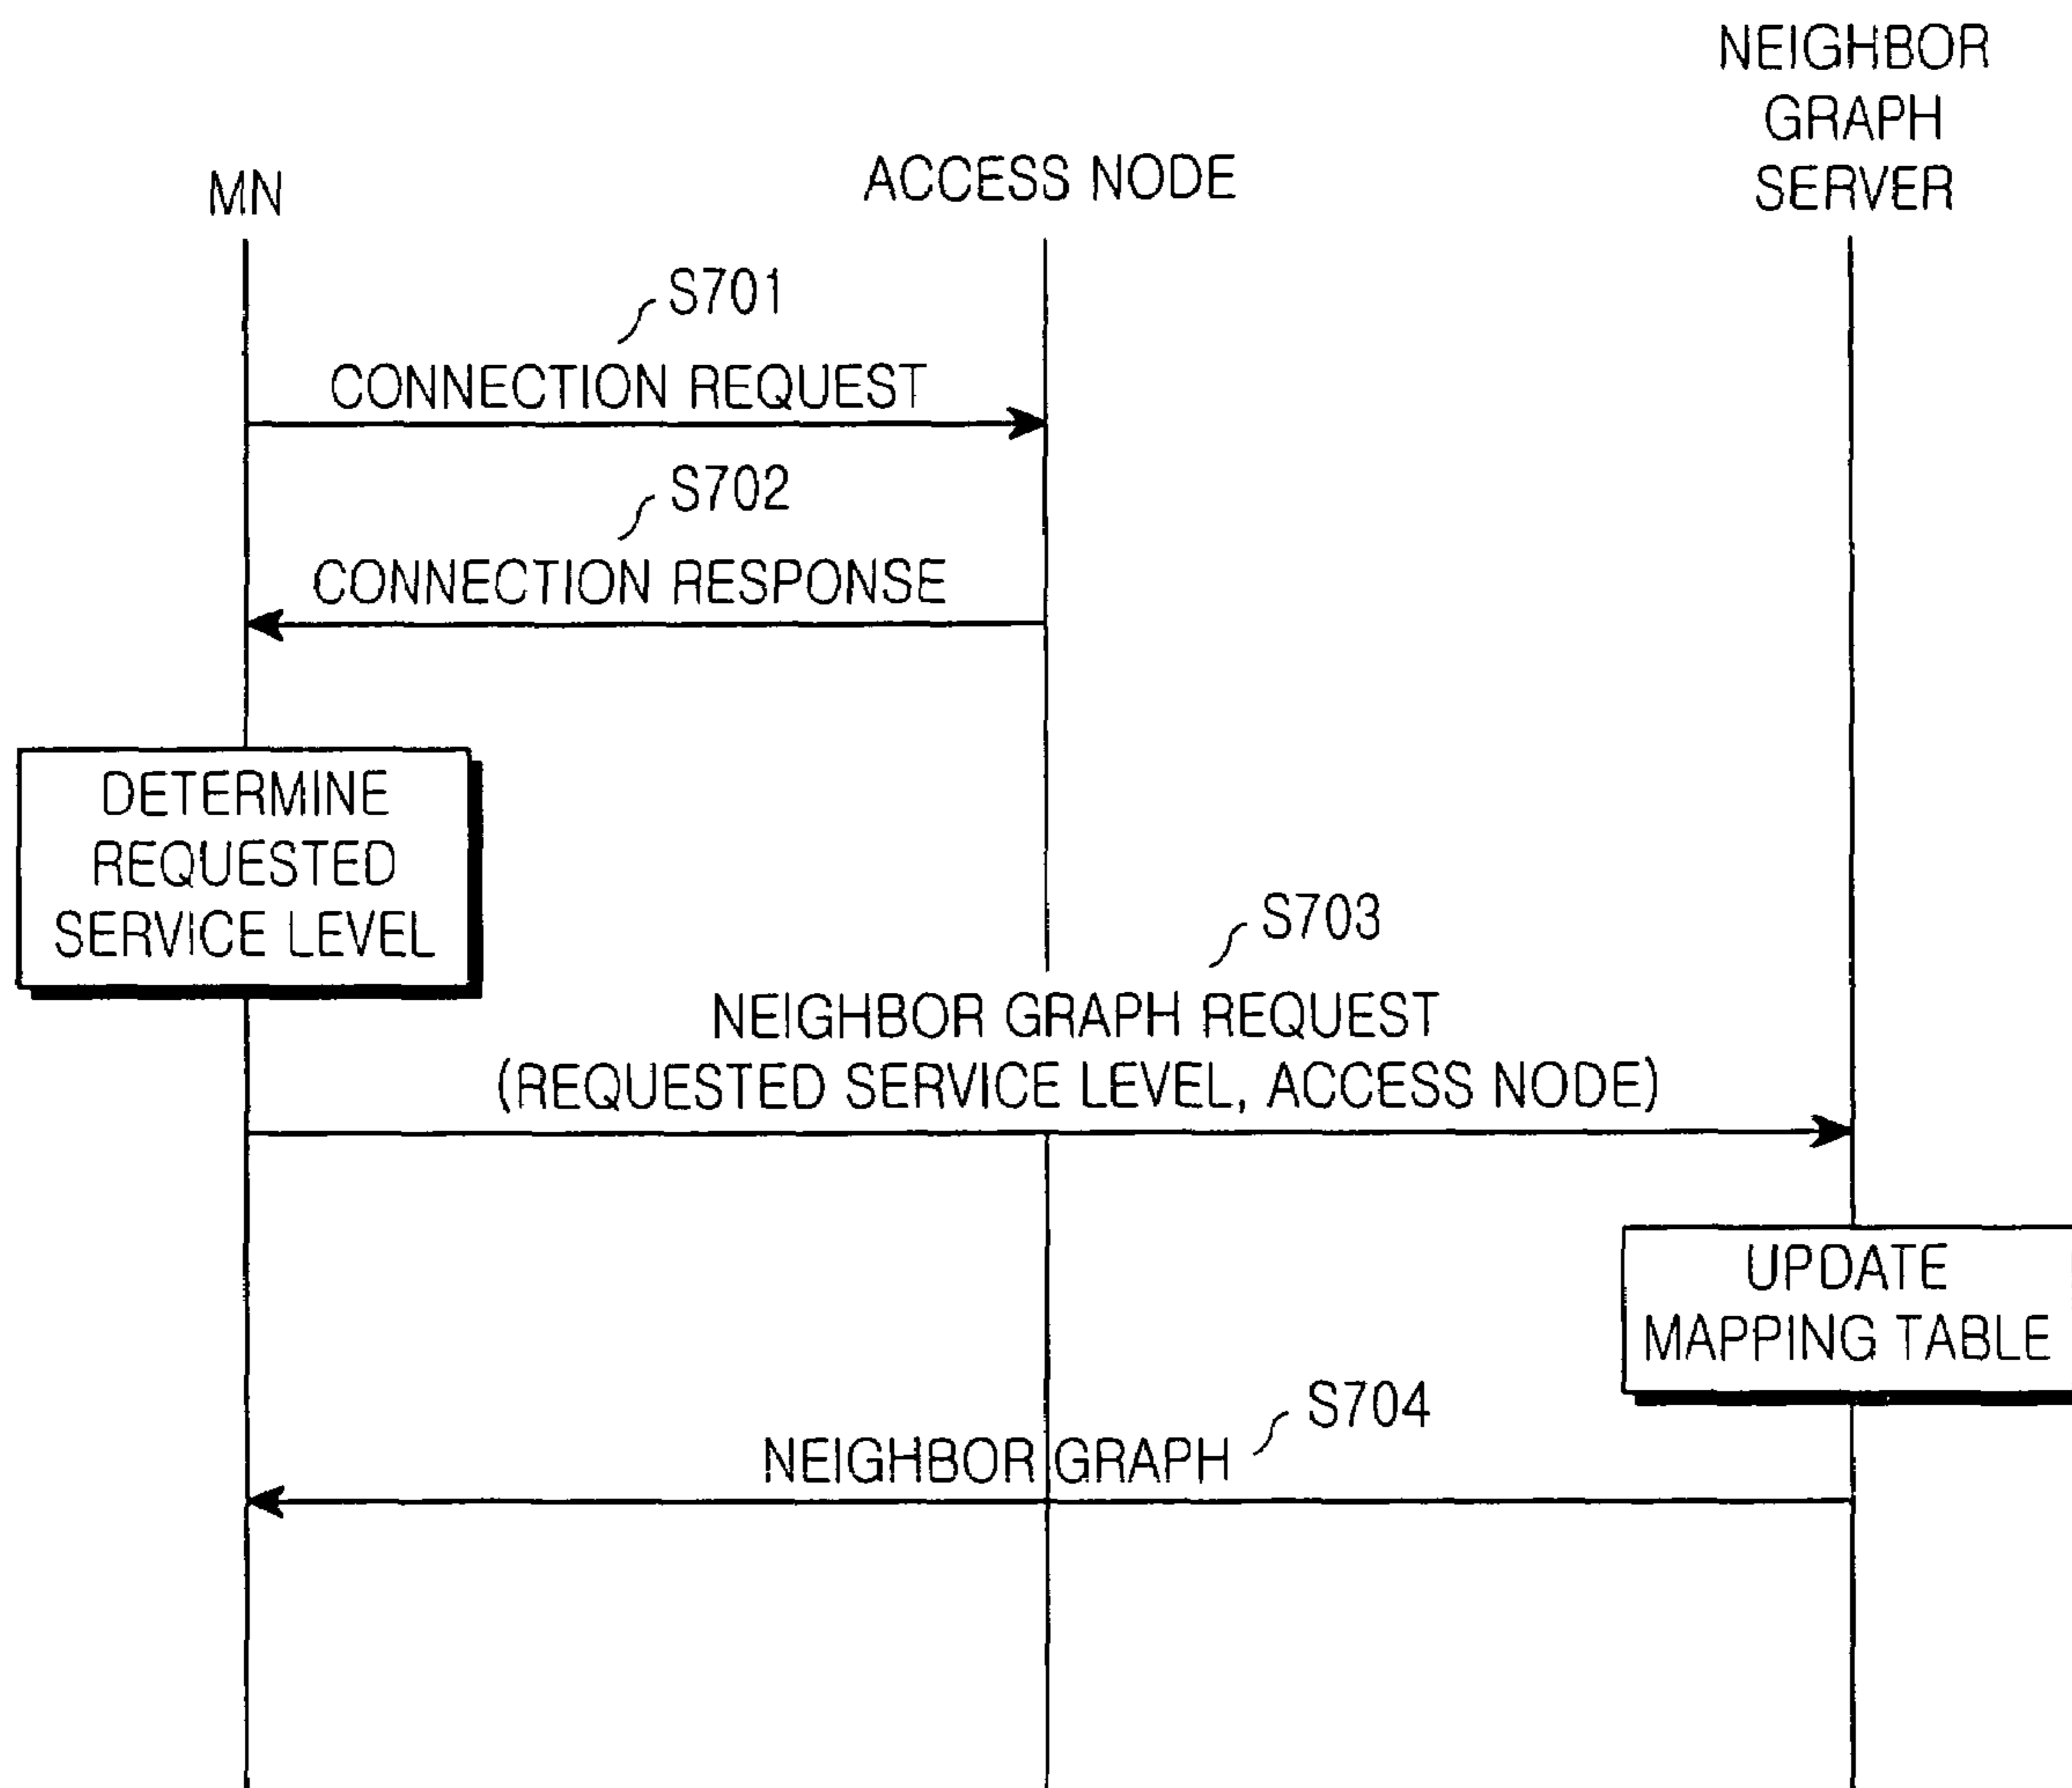 NEIGHBOR
GRAPH
SERVER
MN
ACCESS NODE
S701
CONNECTION REQUEST
S702
CONNECTION RESPONSE
DETERMINE
REQUESTED
SERVICE LEVEL
S703
NEIGHBOR GRAPH REQUEST
(REQUESTED SERVICE LEVEL, ACCESS NODE)
UPDATE
MAPPING TABLE
S704
NEIGHBOR GRAPH